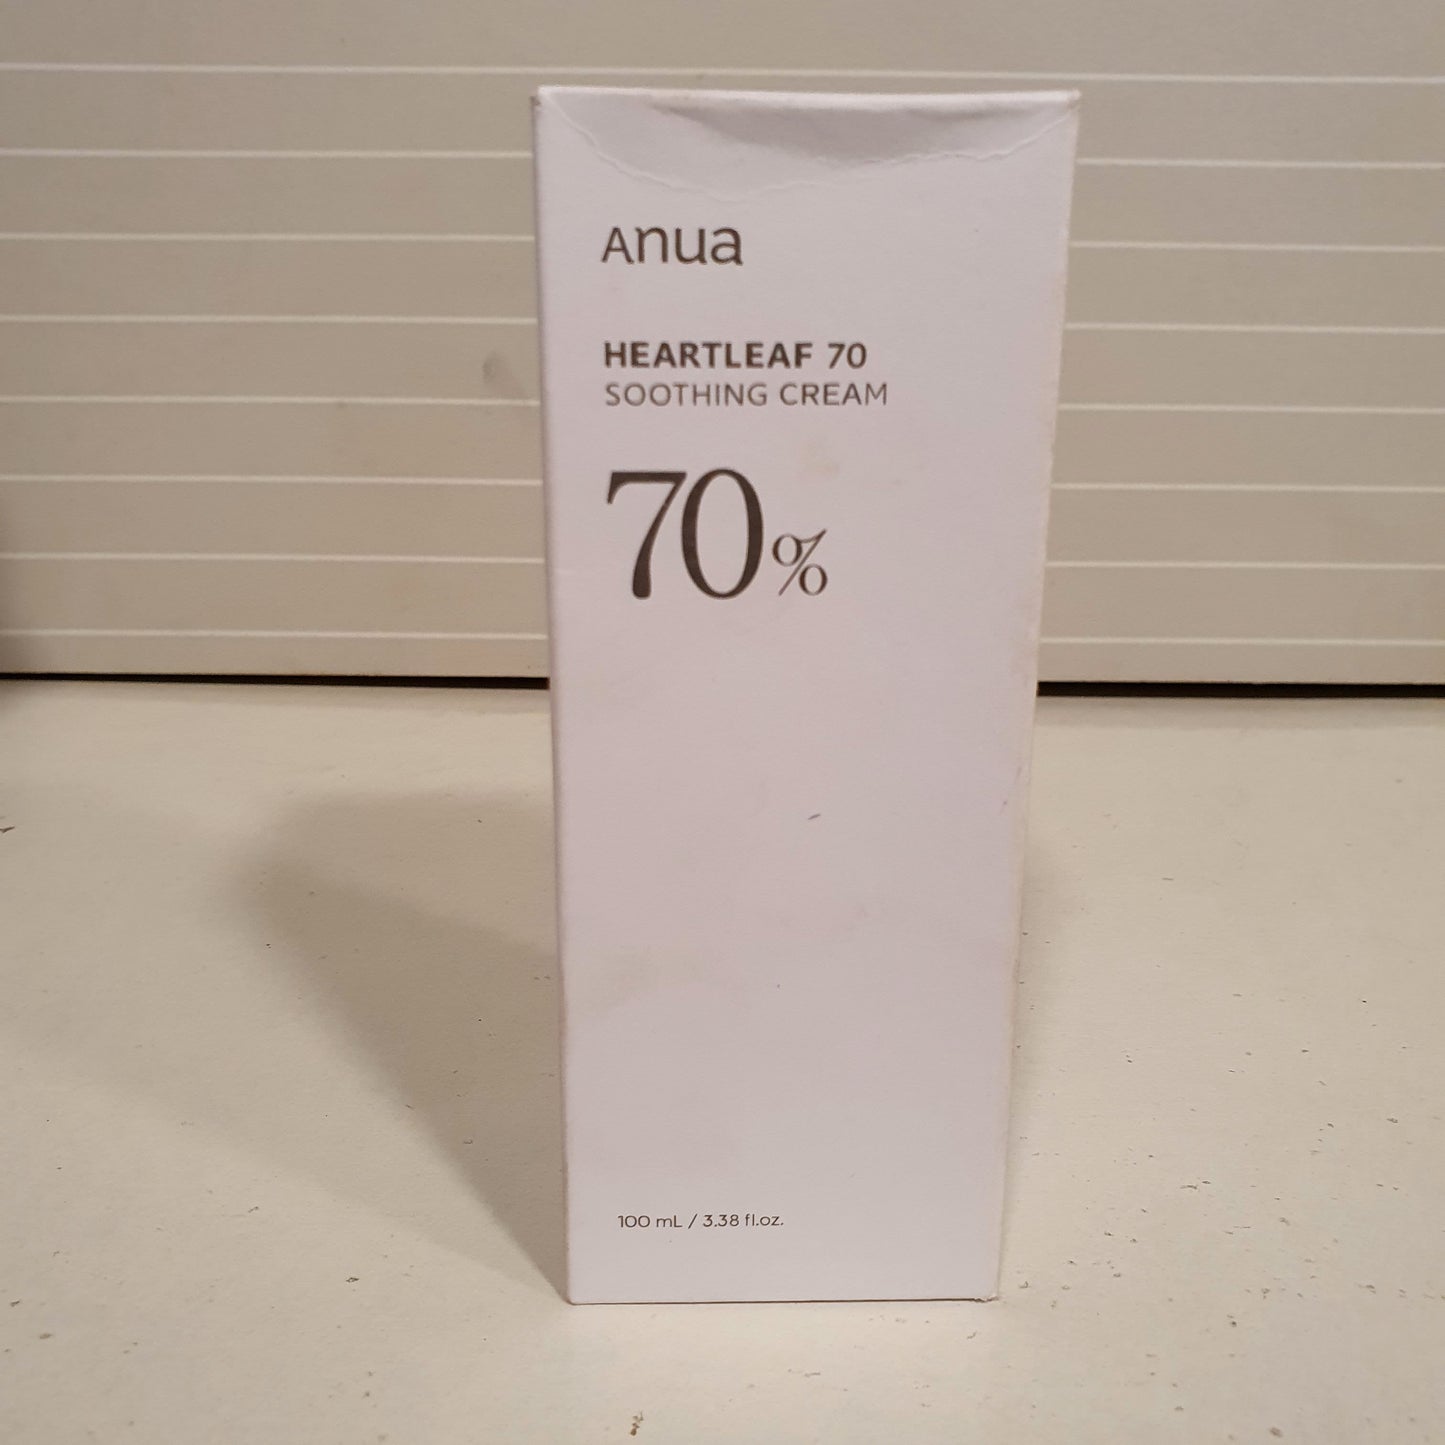 Anua
HEARTLEAF 70
SOOTHING CREAM
70%
100 mL / 3.38 fl.oz.